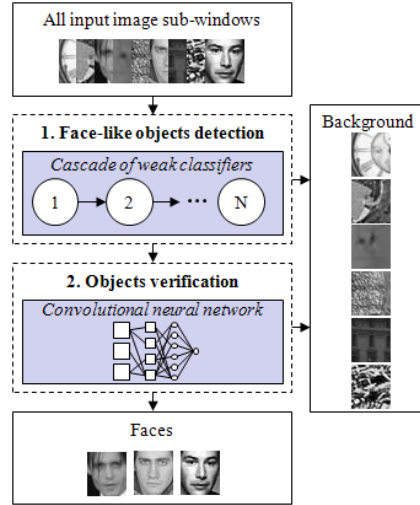 All input image sub-windows
1. Face-like objects detection
Cascade of weak classifiers
1
2
...
N
2. Objects verification
Convolutional neural network
Faces
Background